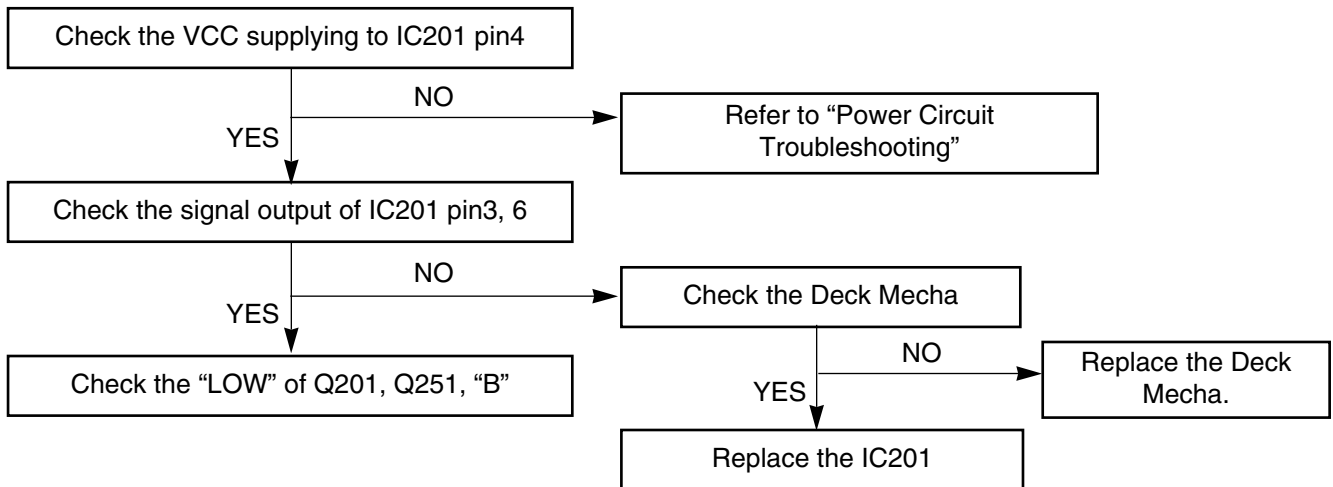 Check the VCC supplying to IC201 pin4
NO
Refer to “Power Circuit
Troubleshooting”
YES
Check the signal output of IC201 pin3, 6
NO
Check the Deck Mecha
YES
Check the “LOW” of Q201, Q251, “B”
NO
Replace the Deck
Mecha.
YES
Replace the IC201